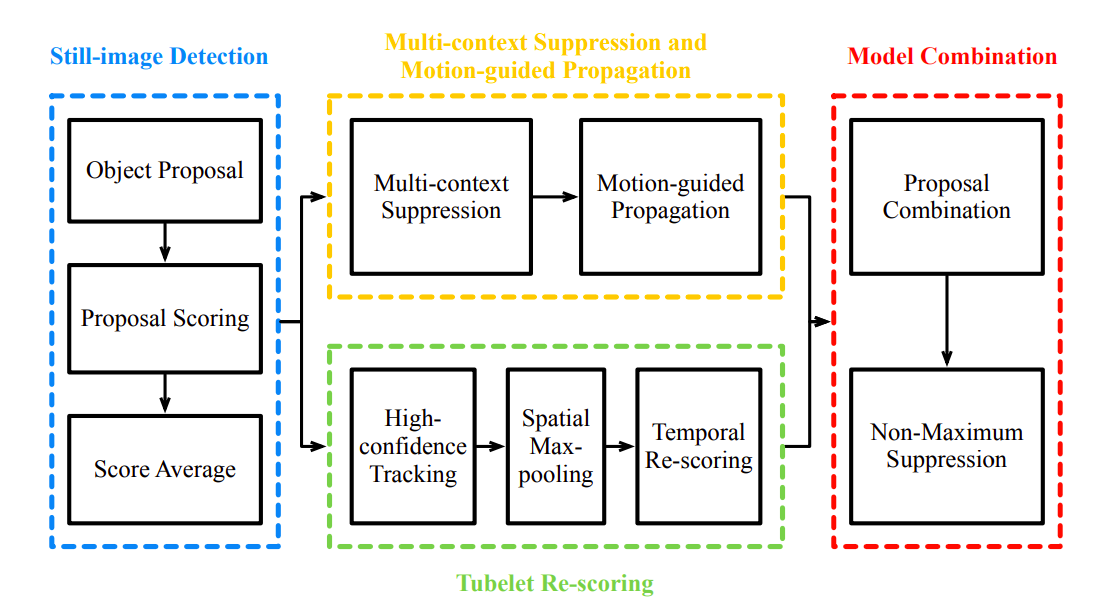 Still-image Detection
Object Proposal
Proposal Scoring
Score Average
Multi-context Suppression and
Motion-guided Propagation
Multi-context
Suppression
Motion-guided
Propagation
High-
confidence
Tracking
Spatial
Max-
pooling
Temporal
Re-scoring
Tubelet Re-scoring
Model Combination
Proposal
Combination
Non-Maximum
Suppression